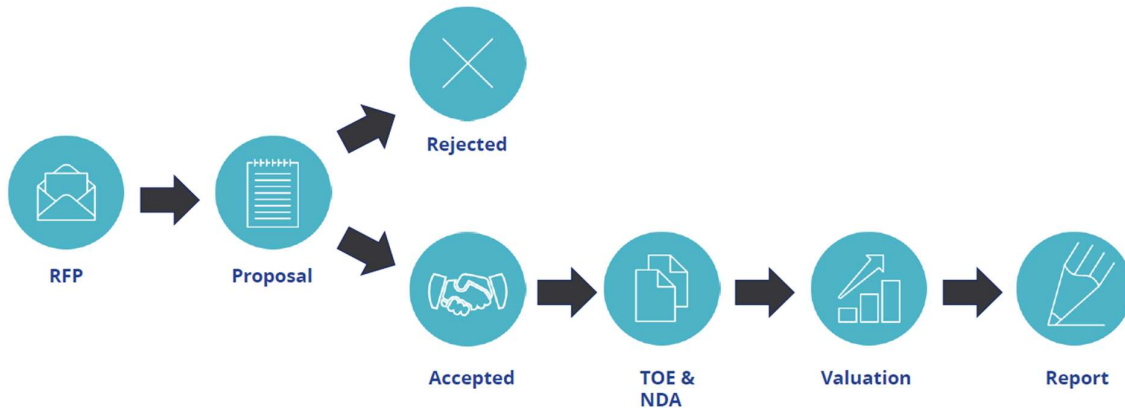 RFP
Proposal
Rejected
Accepted
TOE &
NDA
Valuation
Report